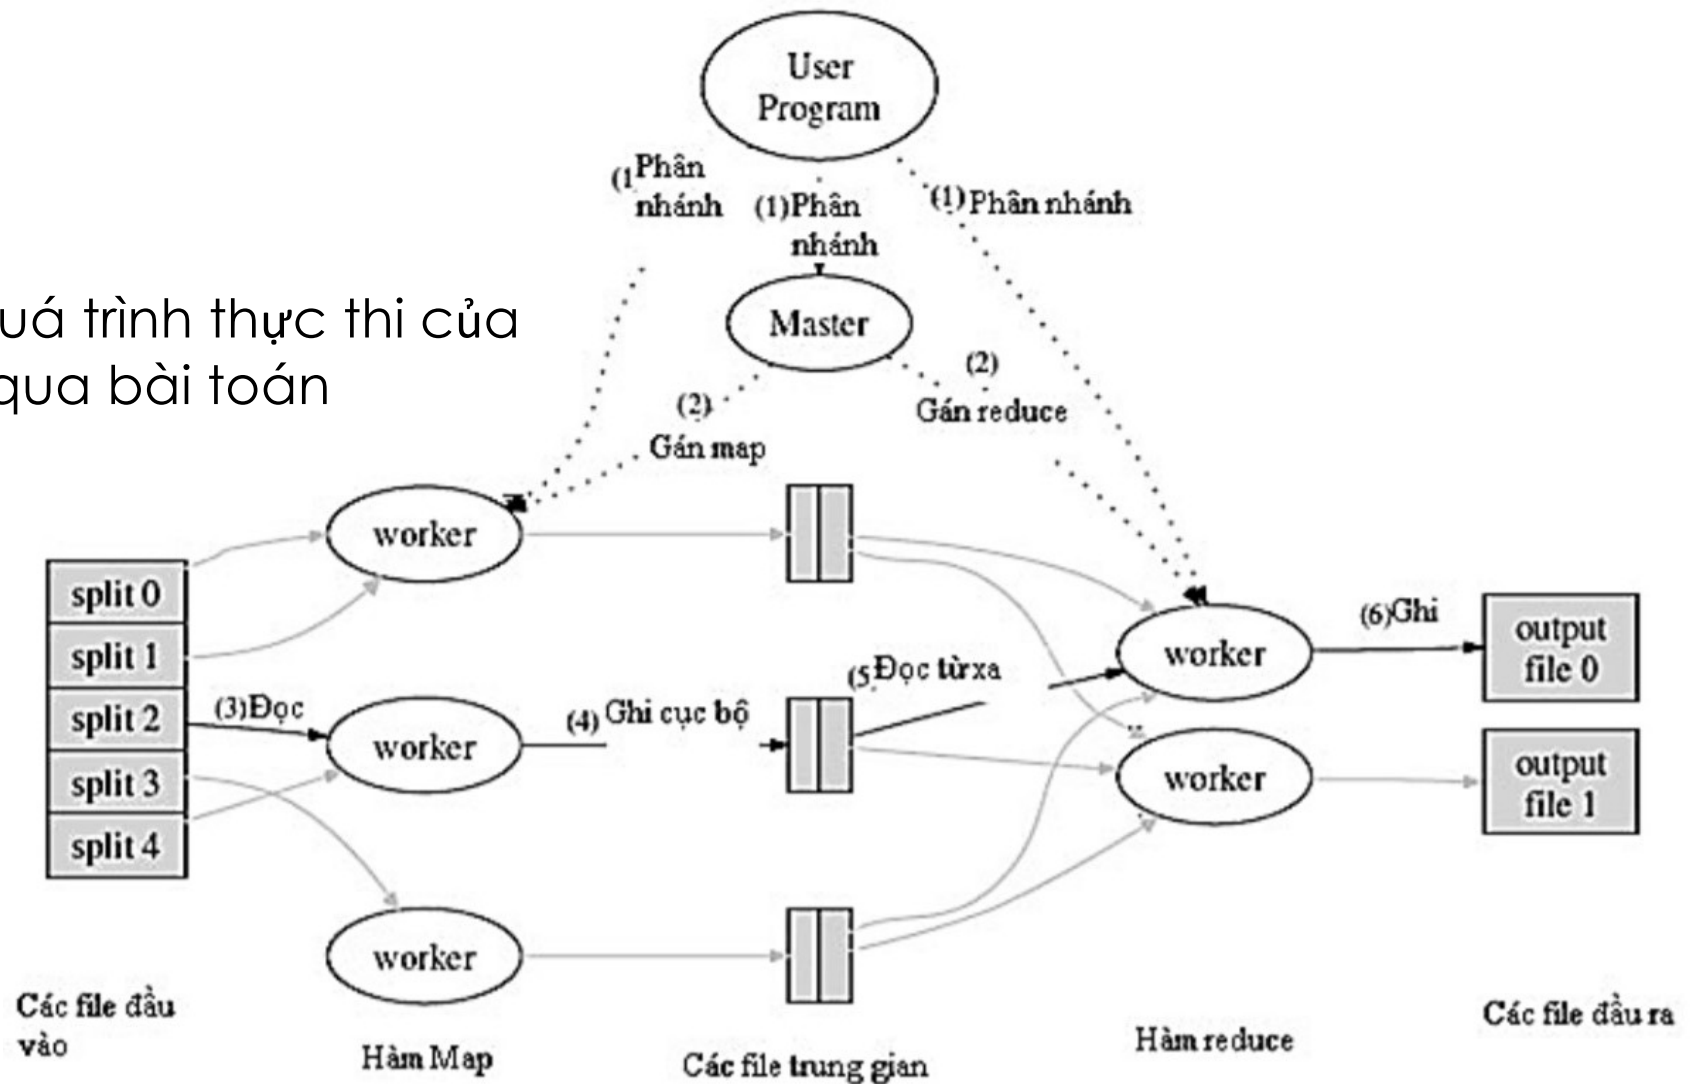 User
Program
(1 Phân
nhánh
(1)Phân
nhánh
(1)Phân nhánh
uá trình thực thi của
qua bài toán
Master
(2)
Gán map
(2)
Gán reduce
worker
split 0
split 1
split 2
split 3
split 4
(3)Đọc
worker
(4) Ghi cục bộ
(5 Đọc từ xa
worker
(6)Ghi
output
file 0
worker
output
file 1
worker
Các file đầu
vào
Hàm Map
Các file trung gian
Hàm reduce
Các file đầu ra